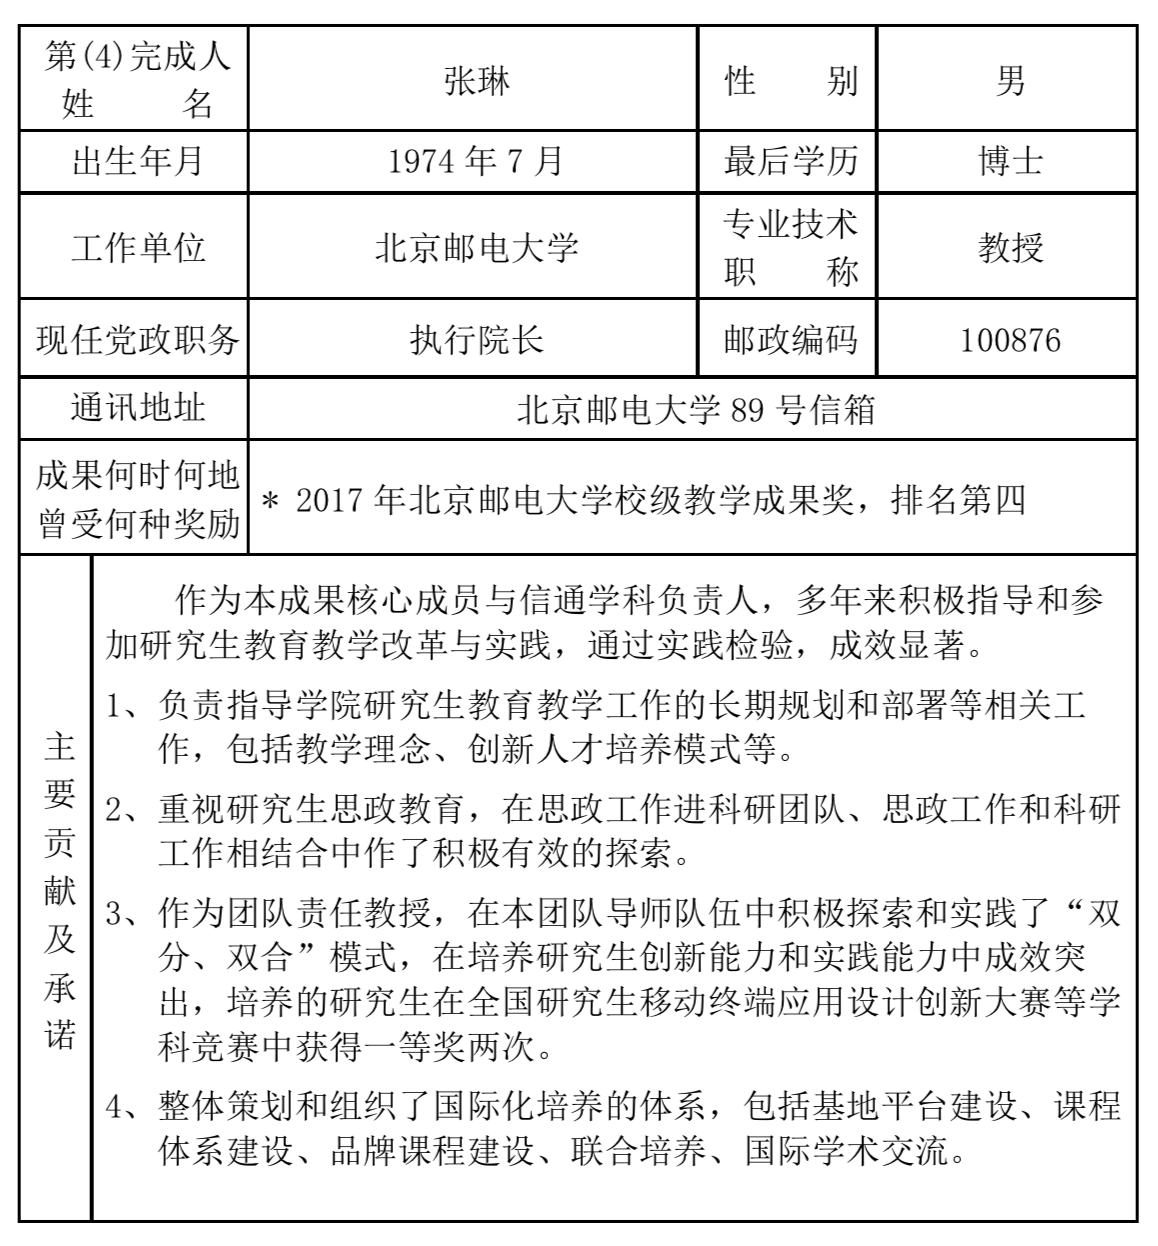 第(4)完成人
姓 名
张琳
性 别
男
出生年月
1974 年 7 月
最后学历
博士
工作单位
北京邮电大学
专业技术
职 称
教授
现任党政职务
执行院长
邮政编码
100876
通讯地址
北京邮电大学 89 号信箱
成果何时何地
曾受何种奖励
* 2017 年北京邮电大学校级教学成果奖，排名第四
主
要
贡
献
及
承
诺
作为本成果核心成员与信通学科负责人，多年来积极指导和参
加研究生教育教学改革与实践，通过实践检验，成效显著。
1、负责指导学院研究生教育教学工作的长期规划和部署等相关工
作，包括教学理念、创新人才培养模式等。
2、重视研究生思政教育，在思政工作进科研团队、思政工作和科研
工作相结合中作了积极有效的探索。
3、作为团队责任教授，在本团队导师队伍中积极探索和实践了“双
分、双合”模式，在培养研究生创新能力和实践能力中成效突
出，培养的研究生在全国研究生移动终端应用设计创新大赛等学
科竞赛中获得一等奖两次。
4、整体策划和组织了国际化培养的体系，包括基地平台建设、课程
体系建设、品牌课程建设、联合培养、国际学术交流。